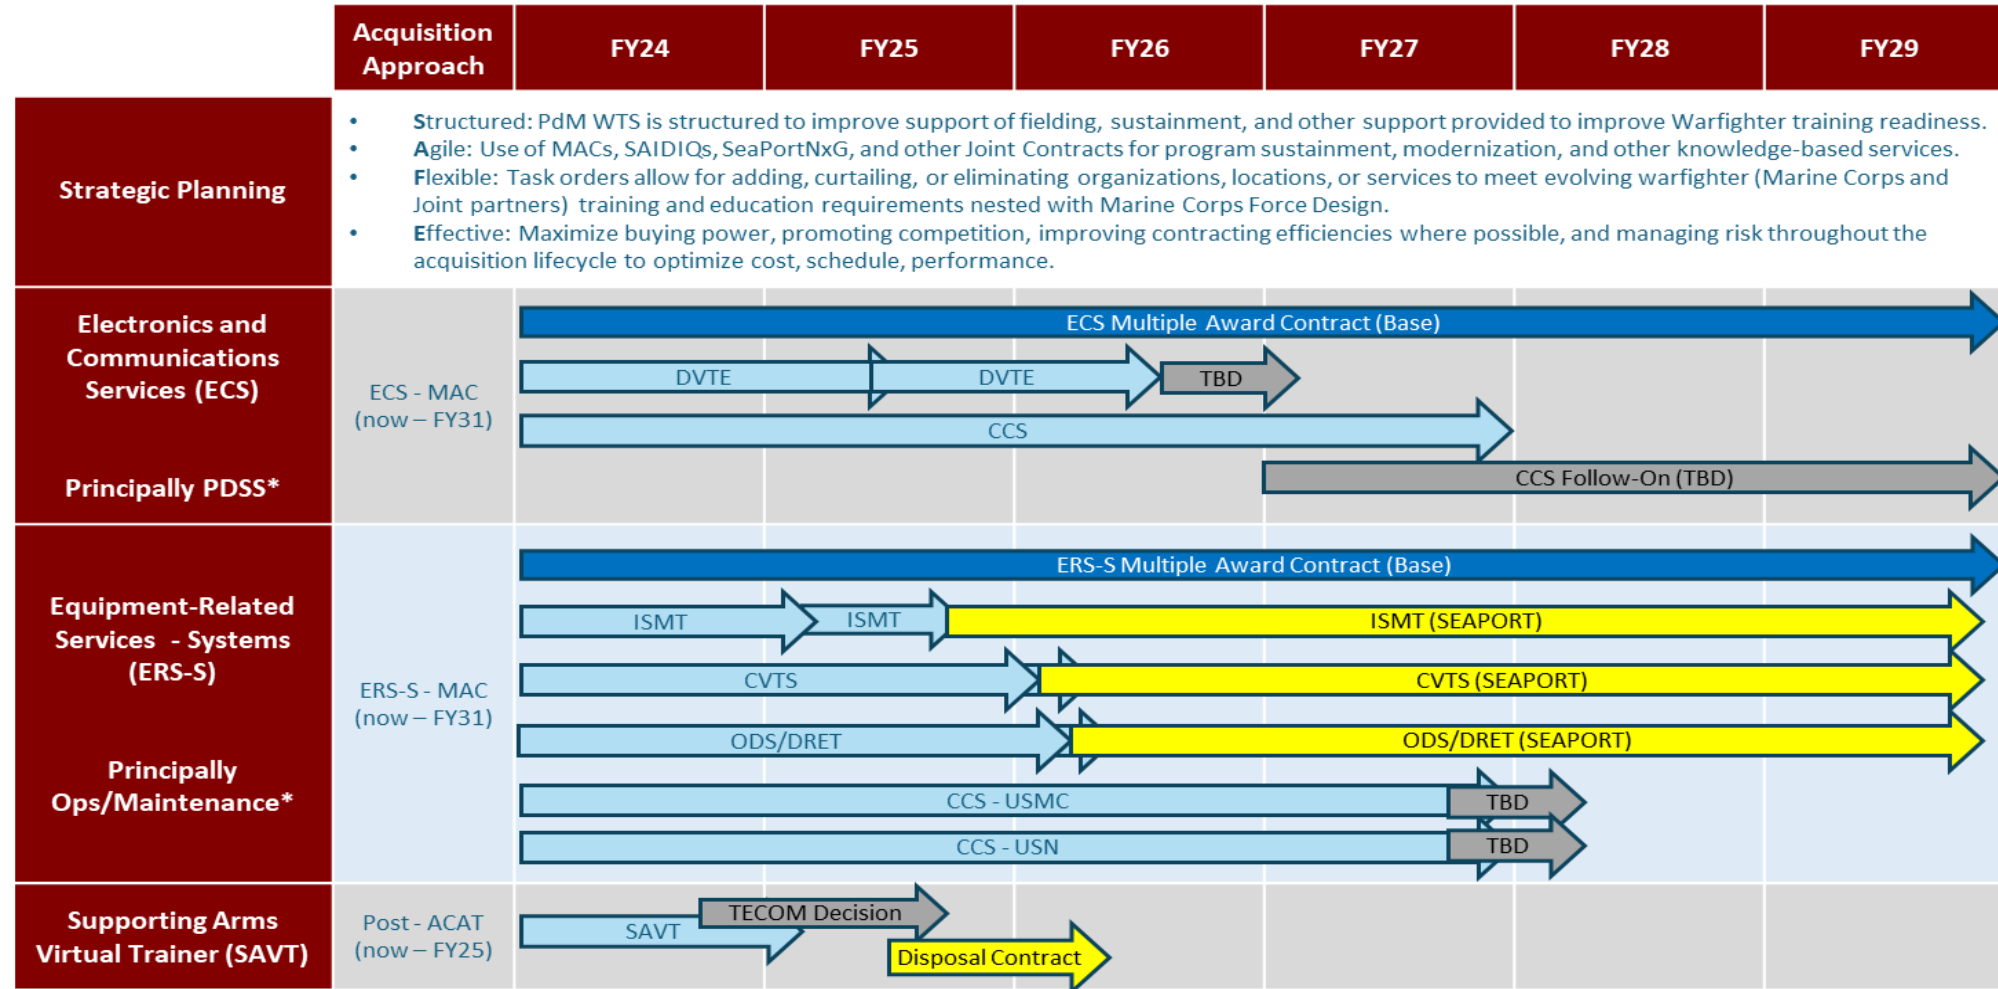 Acquisition
Approach
FY24
FY25
FY26
FY27
FY28
FY29
Strategic Planning
• Structured: PdM WTS is structured to improve support of fielding, sustainment, and other support provided to improve Warfighter training readiness.
• Agile: Use of MACs, SAIDIQs, SeaPortNxG, and other Joint Contracts for program sustainment, modernization, and other knowledge-based services.
• Flexible: Task orders allow for adding, curtailing, or eliminating organizations, locations, or services to meet evolving warfighter (Marine Corps and
Joint partners) training and education requirements nested with Marine Corps Force Design.
• Effective: Maximize buying power, promoting competition, improving contracting efficiencies where possible, and managing risk throughout the
acquisition lifecycle to optimize cost, schedule, performance.
Electronics and
Communications
Services (ECS)
Principally PDSS*
ECS - MAC
(now – FY31)
ECS Multiple Award Contract (Base)
DVTE
DVTE
TBD
CCS
CCS Follow-On (TBD)
Equipment-Related
Services - Systems
(ERS-S)
Principally
Ops/Maintenance*
ERS-S - MAC
(now – FY31)
ERS-S Multiple Award Contract (Base)
ISMT
ISMT
ISMT (SEAPORT)
CVTS
CVTS (SEAPORT)
ODS/DRET
ODS/DRET (SEAPORT)
CCS - USMC
TBD
CCS - USN
TBD
Supporting Arms
Virtual Trainer (SAVT)
Post - ACAT
(now – FY25)
TECOM Decision
SAVT
Disposal Contract